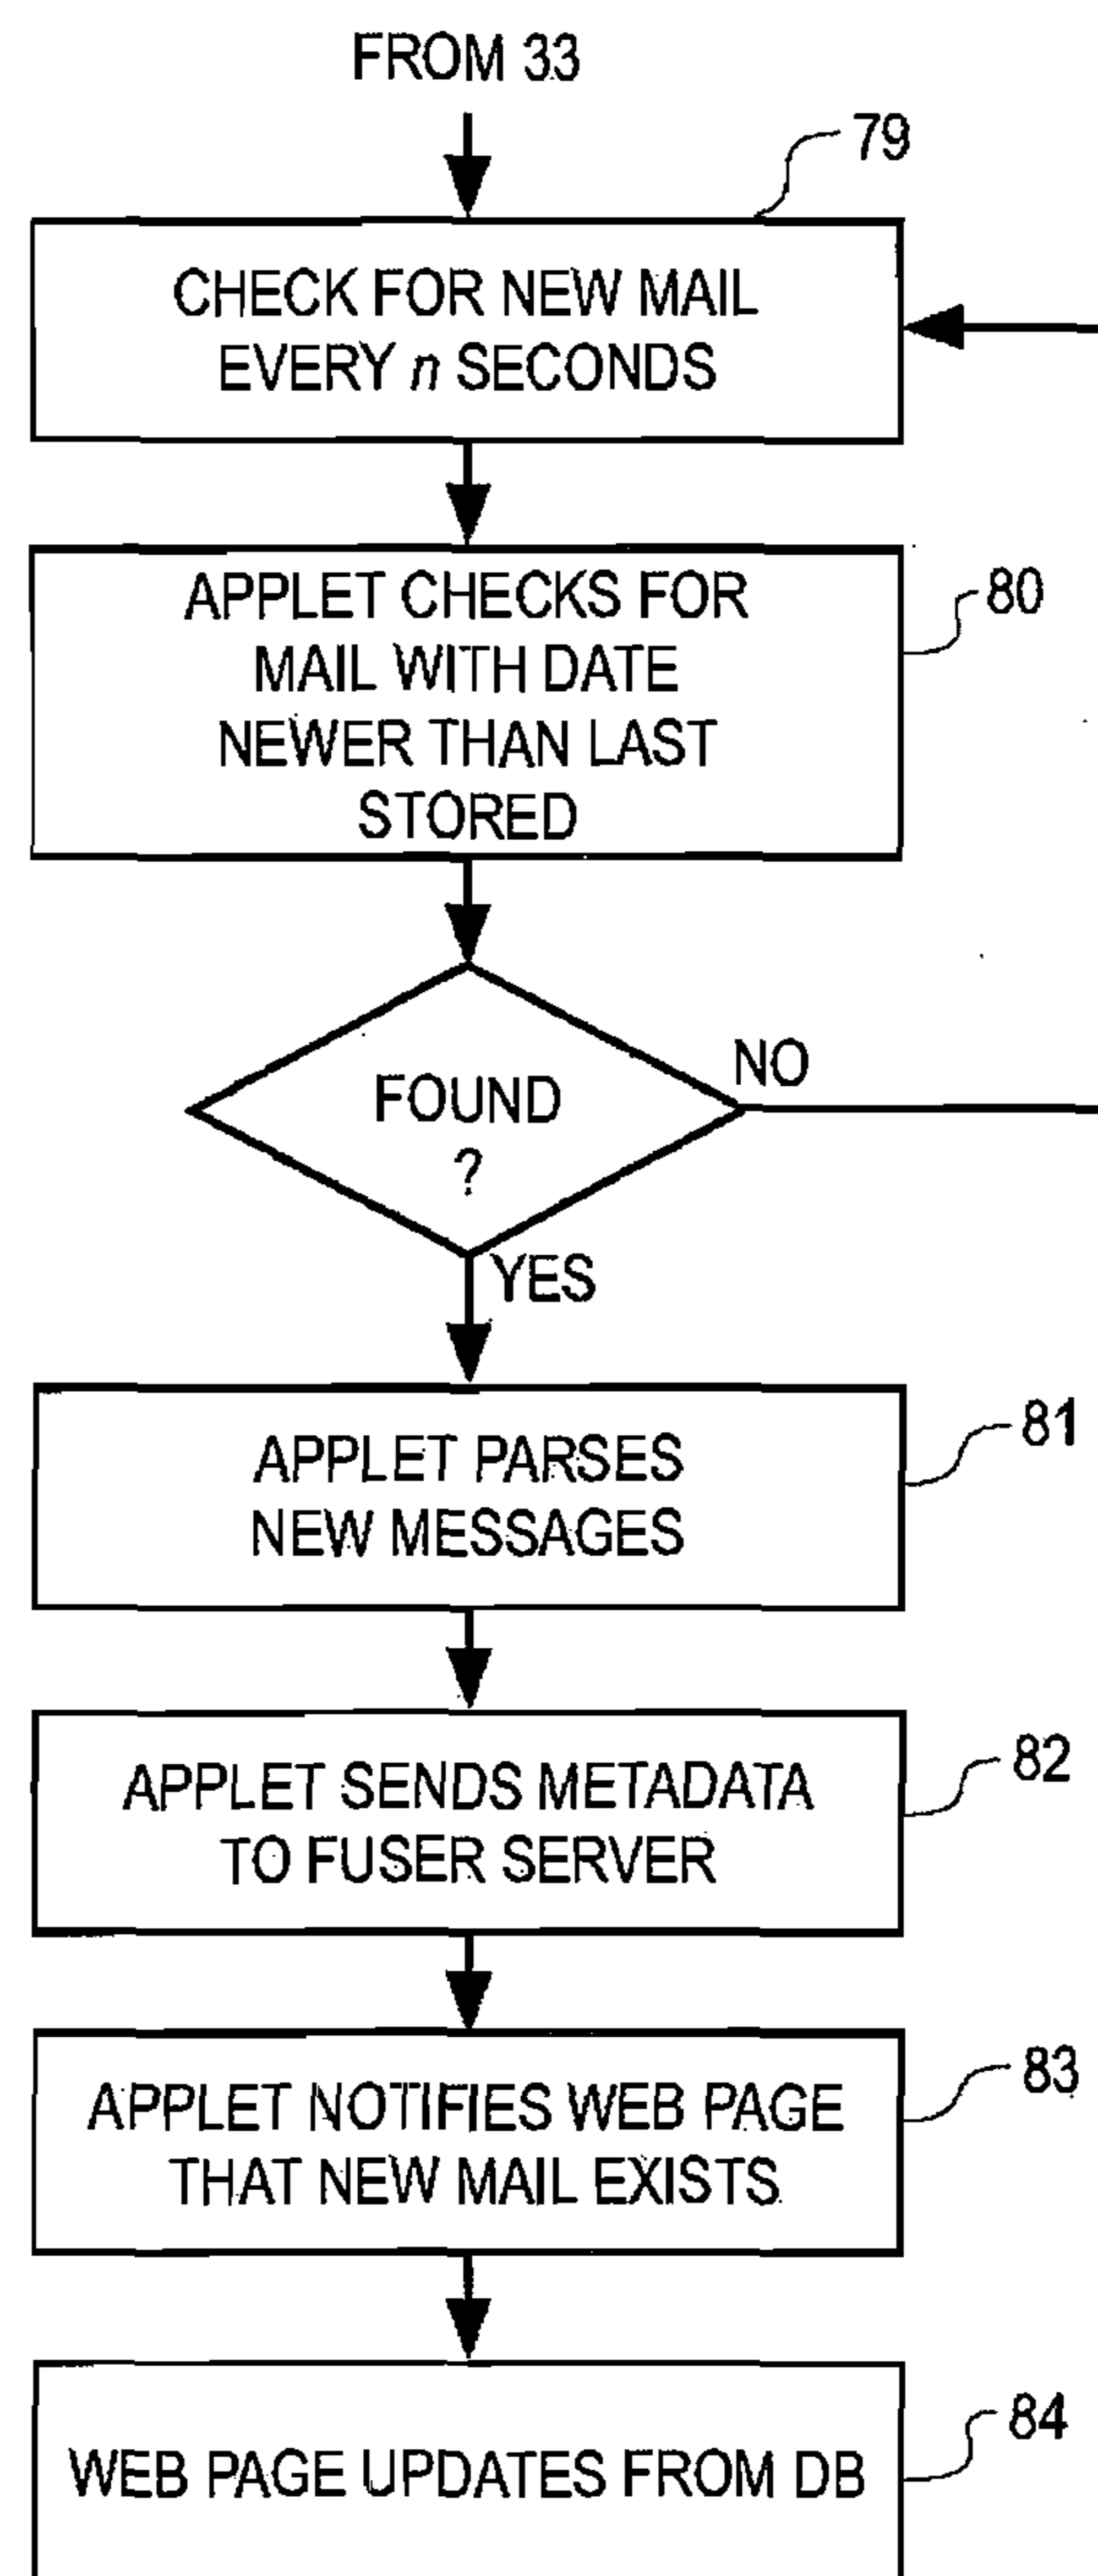 FROM 33
79
CHECK FOR NEW MAIL
EVERY n SECONDS
APPLET CHECKS FOR
MAIL WITH DATE
NEWER THAN LAST
STORED
80
FOUND
?
NO
YES
APPLET PARSES
NEW MESSAGES
81
APPLET SENDS METADATA
TO FUSER SERVER
82
APPLET NOTIFIES WEB PAGE
THAT NEW MAIL EXISTS
83
WEB PAGE UPDATES FROM DB
84